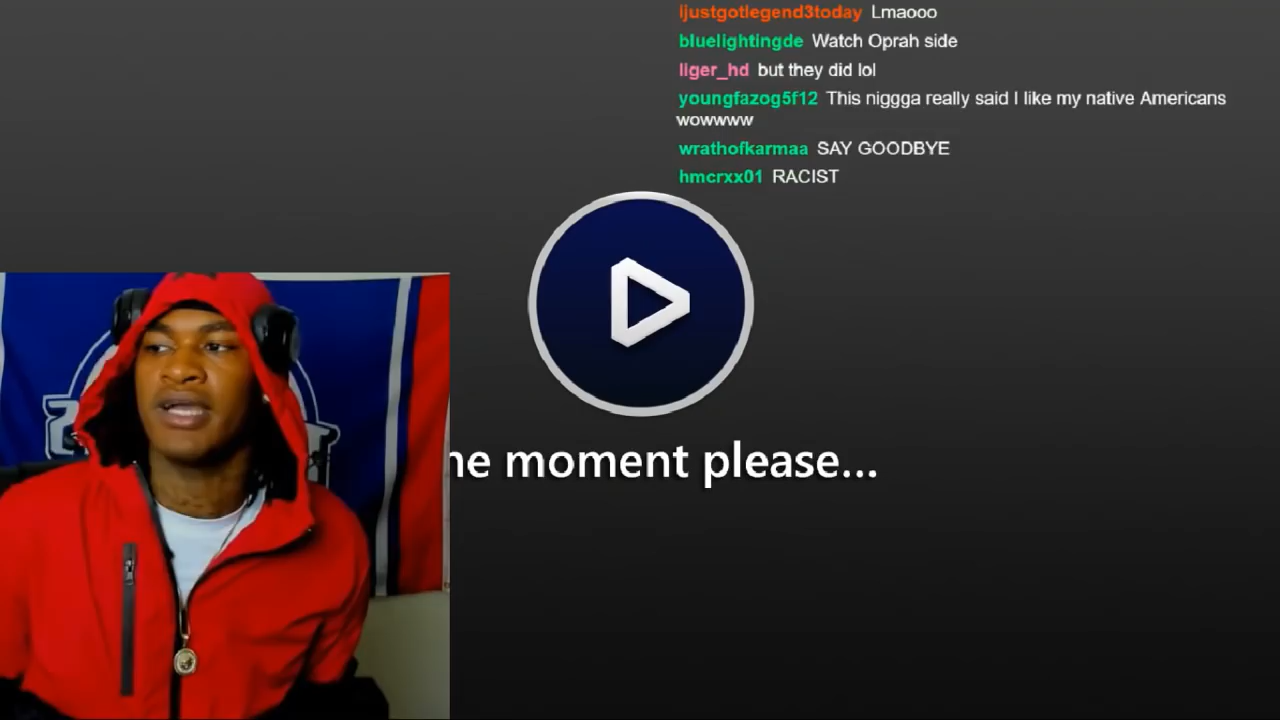 ijustgotlegend3today Lmaooo
bluelightingde Watch Oprah side
liger_hd but they did lol
youngfazog5f12 This niggga really said I like my native Americans
wowwww
wrathofkarmaa SAY GOODBYE
hmcrxx01 RACIST
ne moment please...